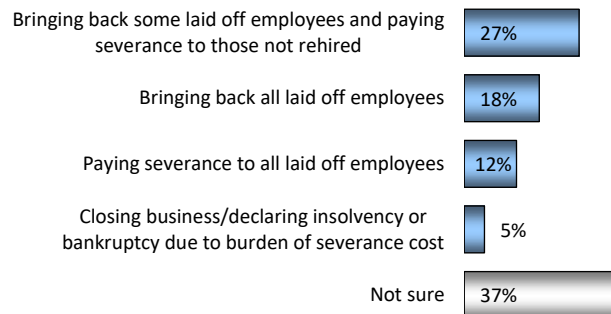 Bringing back some laid off employees and paying
severance to those not rehired
27%
Bringing back all laid off employees
18%
Paying severance to all laid off employees
12%
Closing business/declaring insolvency or
bankruptcy due to burden of severance cost
5%
Not sure
37%